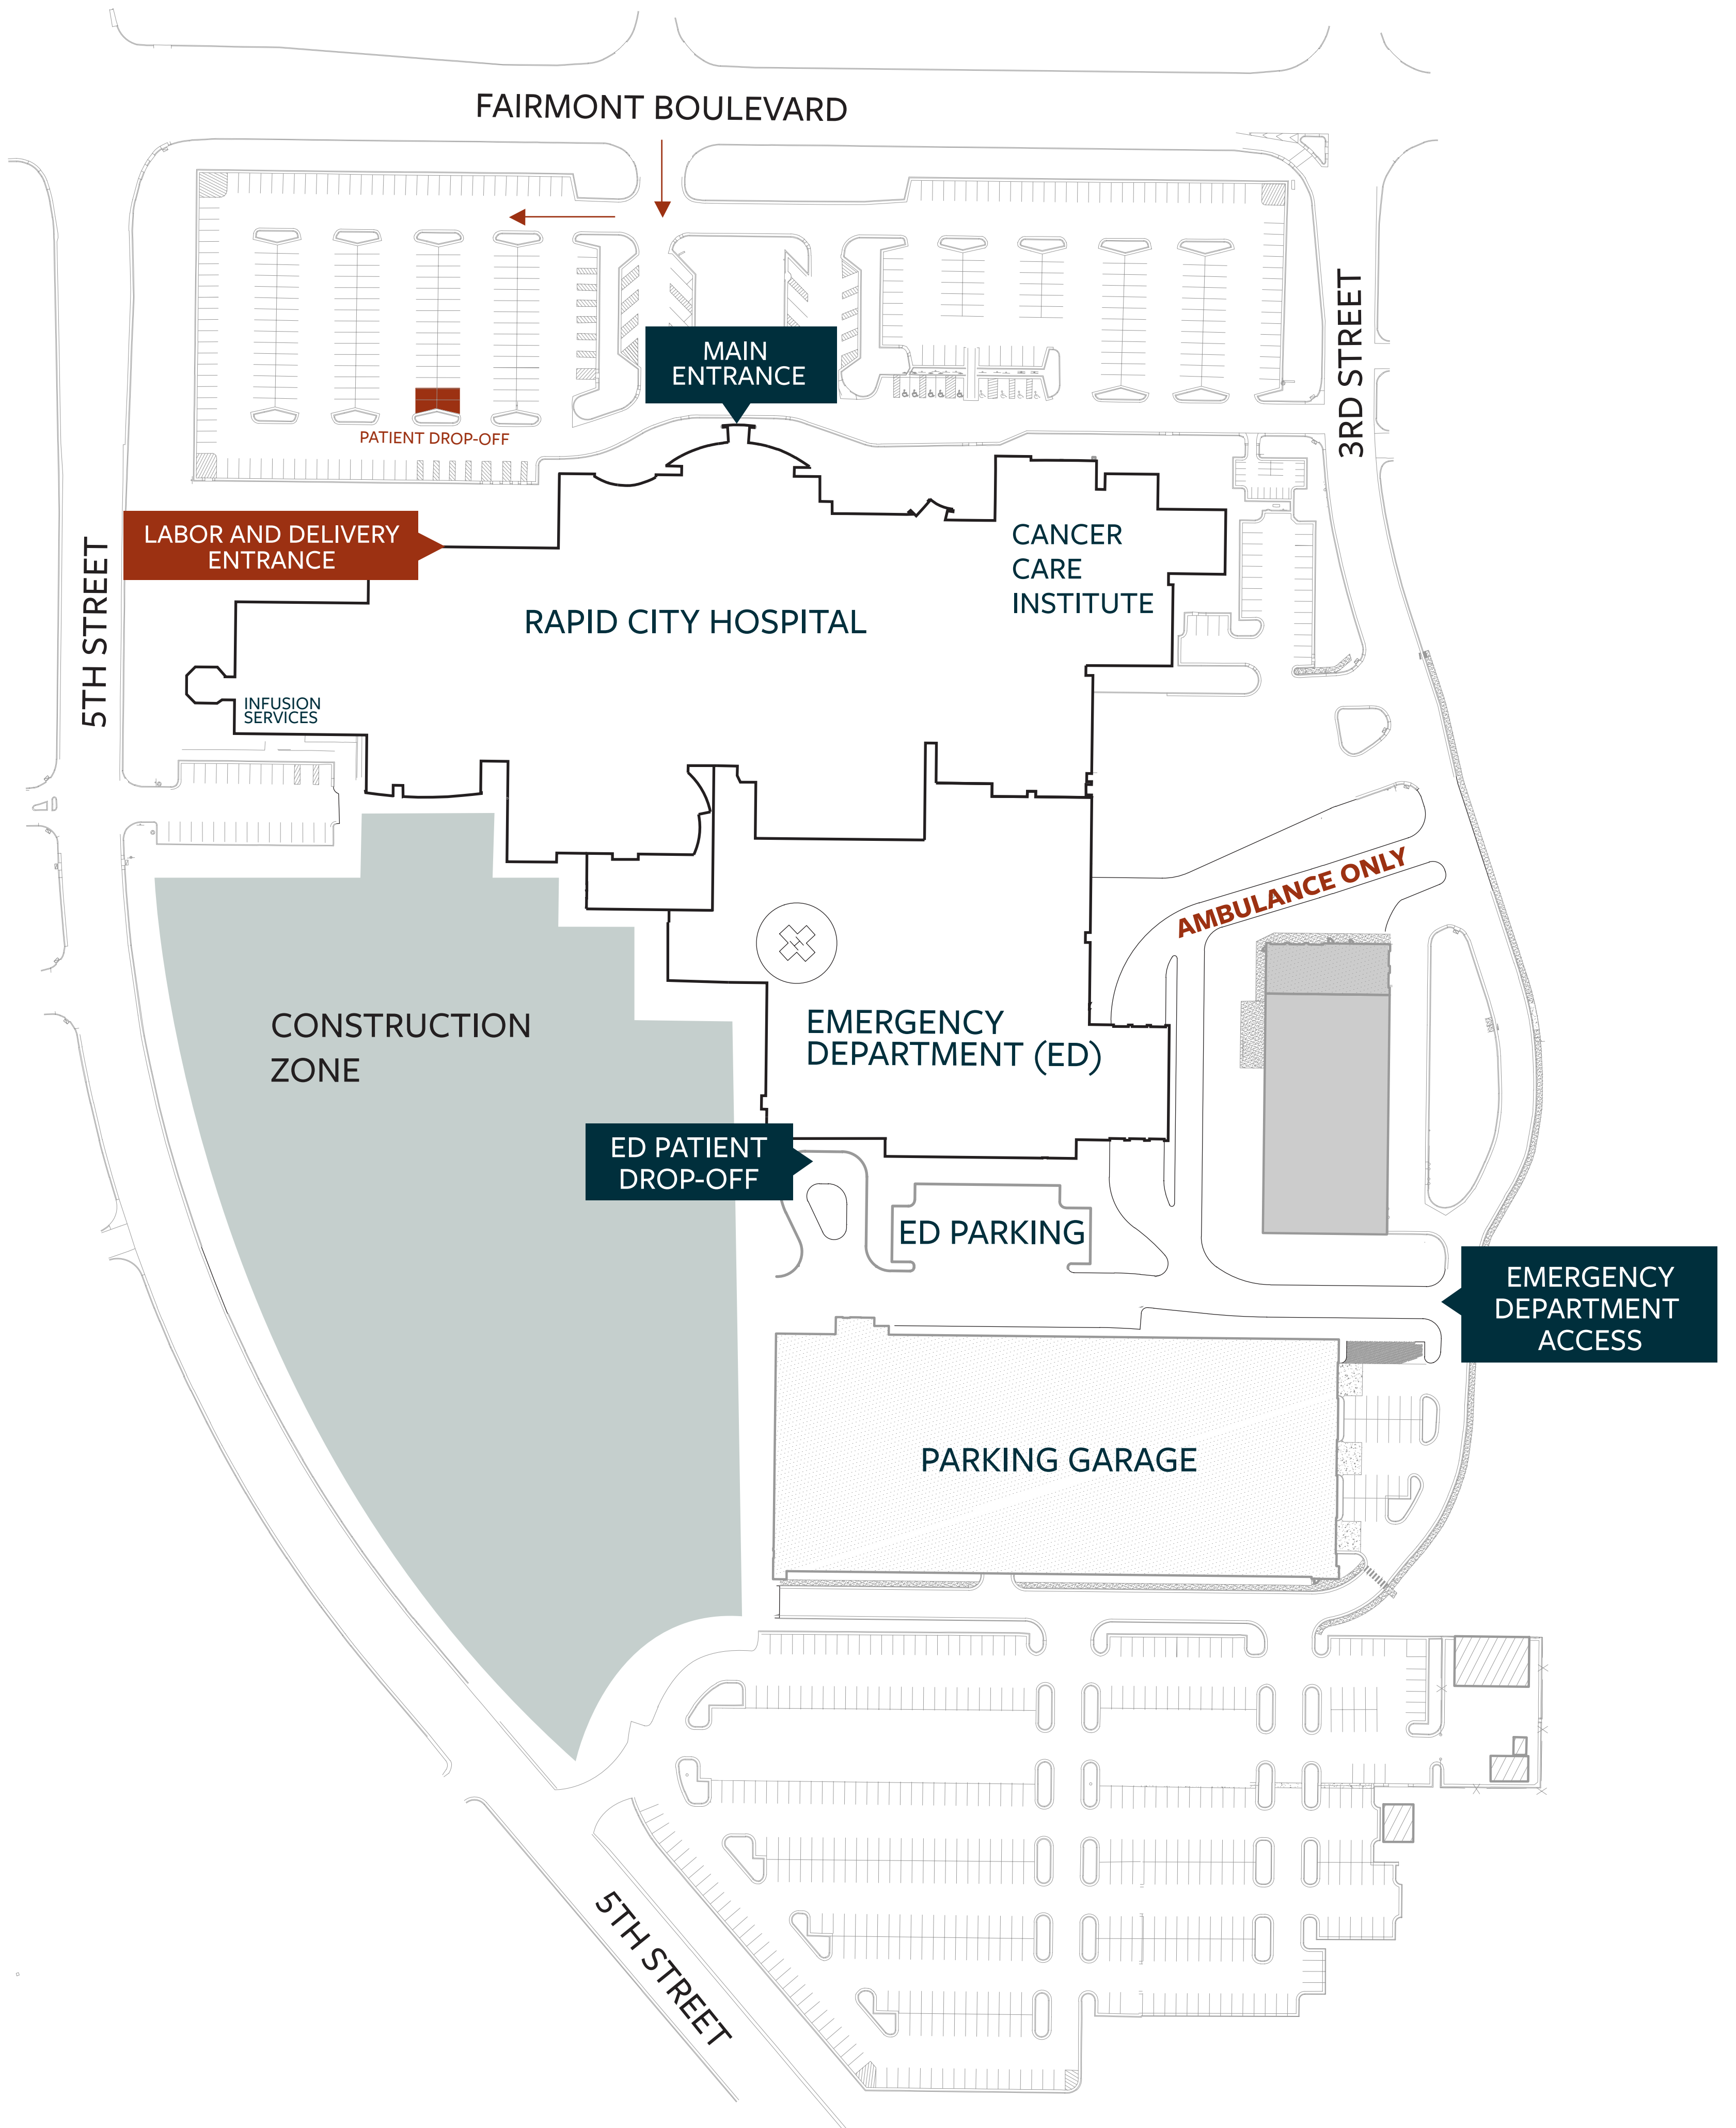 FAIRMONT BOULEVARD
MAIN
ENTRANCE
3RD STREET
PATIENT DROP-OFF
LABOR AND DELIVERY
ENTRANCE
5TH STREET
CANCER
CARE
INSTITUTE
RAPID CITY HOSPITAL
INFUSION
SERVICES
AMBULANCE ONLY
CONSTRUCTION
ZONE
EMERGENCY
DEPARTMENT (ED)
ED PATIENT
DROP-OFF
ED PARKING
EMERGENCY
DEPARTMENT
ACCESS
PARKING GARAGE
5TH STREET